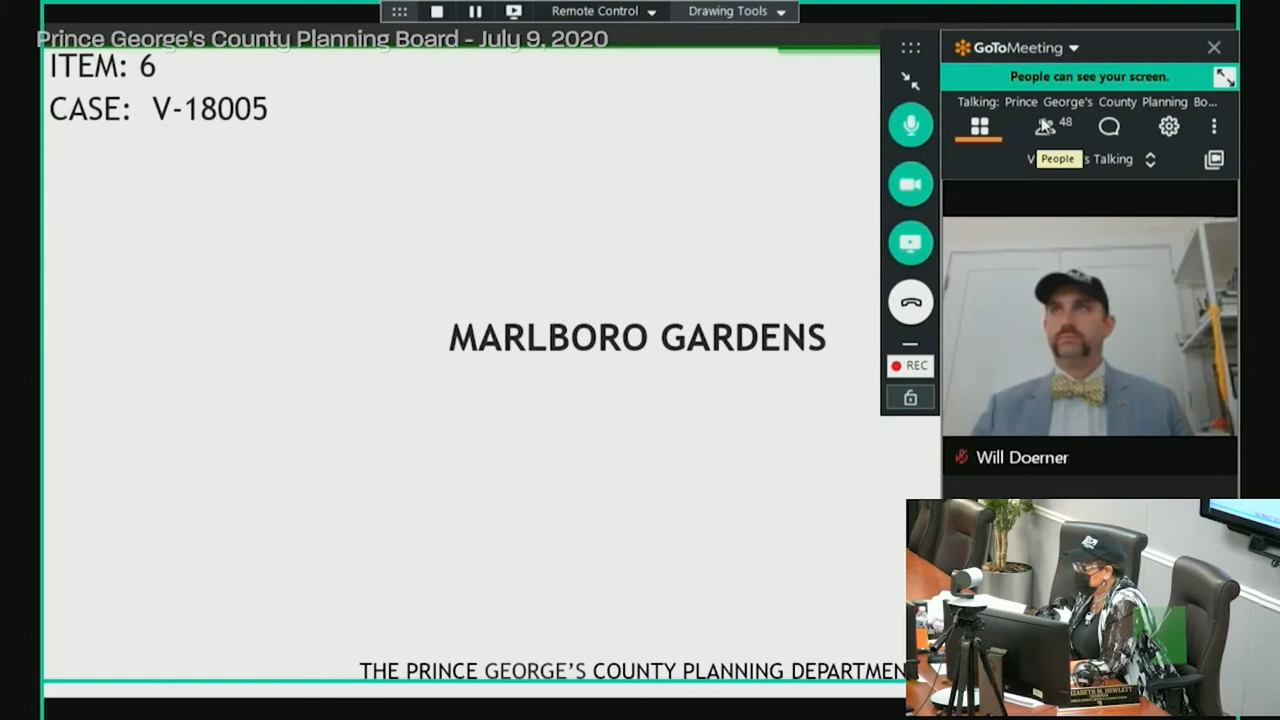 Remote Control
Drawing Tools
Prince George's County Planning Board - July 9, 2020
ITEM: 6
CASE: V-18005
MARLBORO GARDENS
THE PRINCE GEORGE'S COUNTY PLANNING DEPARTMEN
GoToMeeting
People can see your screen.
Talking: Prince George's County Planning Bo...
48
V
People
s Talking
REC
Will Doerner
IZABETH M. HEWLETT